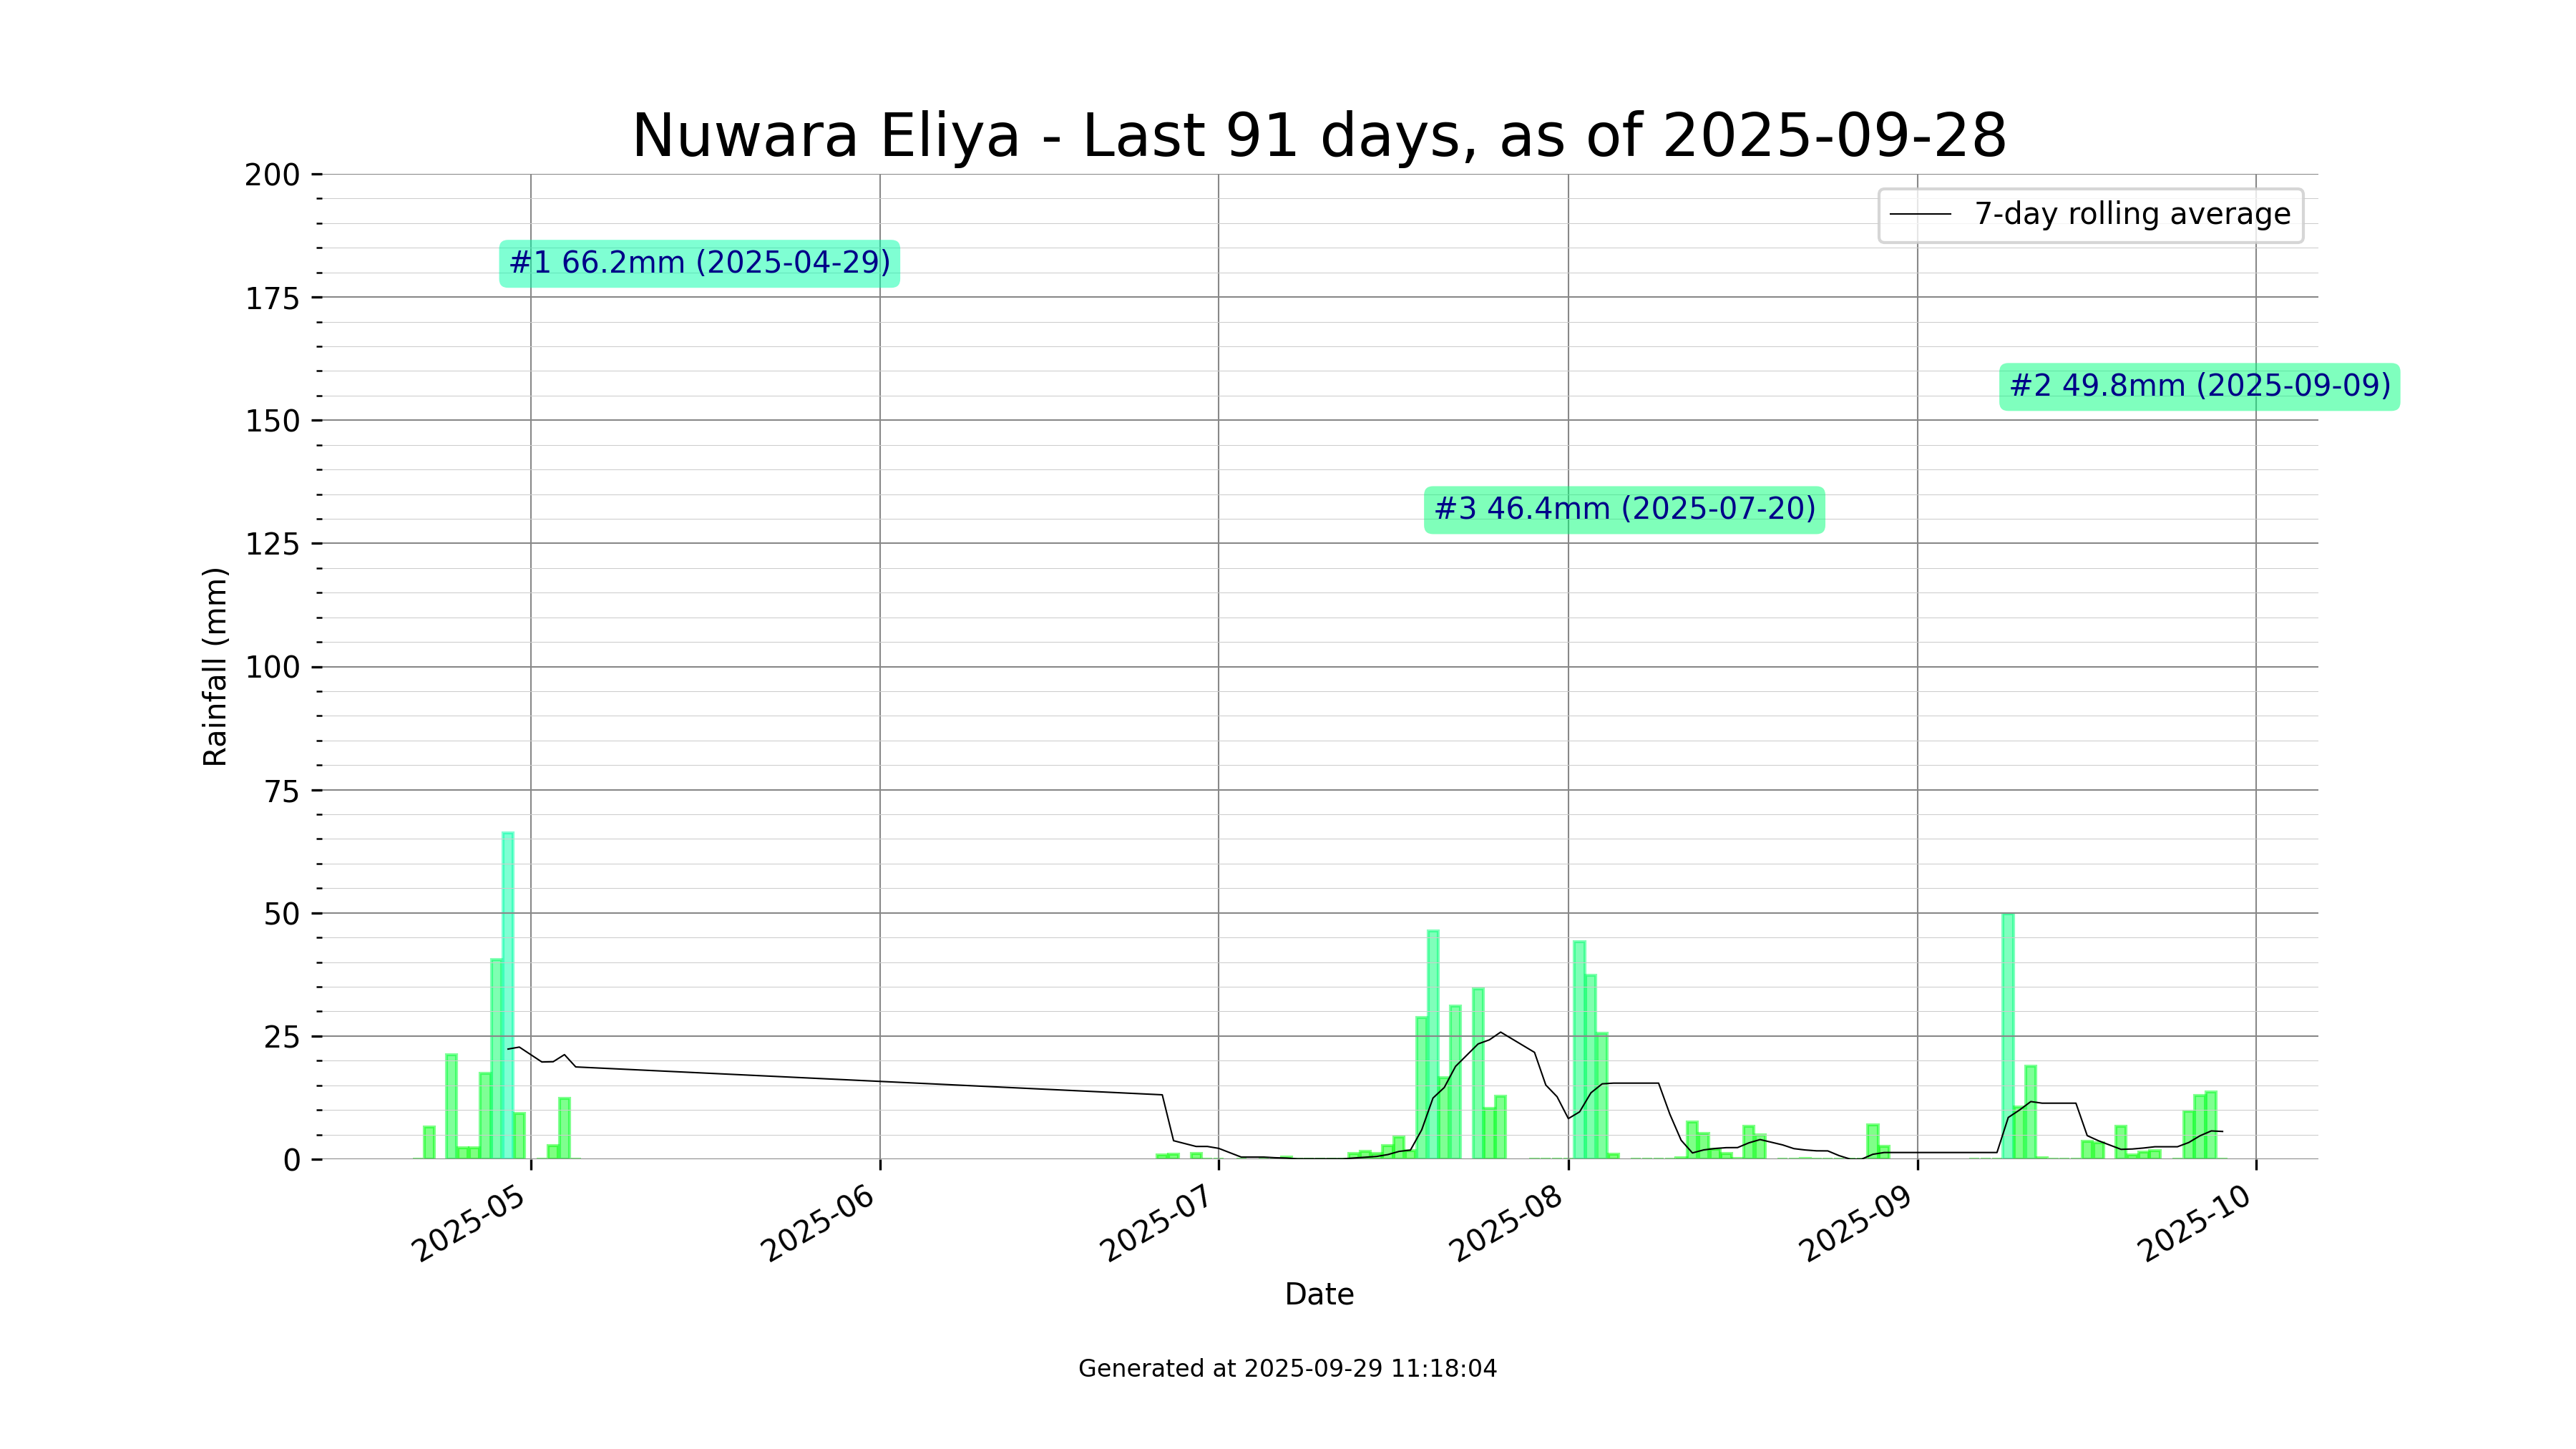 Nuwara Eliya - Last 91 days, as of 2025-09-28
7-day rolling average
#1 66.2mm (2025-04-29)
#2 49.8mm (2025-09-09)
#3 46.4mm (2025-07-20)
Rainfall (mm)
200
175
150
125
100
75
50
25
0
2025-05
2025-06
2025-07
2025-08
2025-09
2025-10
Date
Generated at 2025-09-29 11:18:04